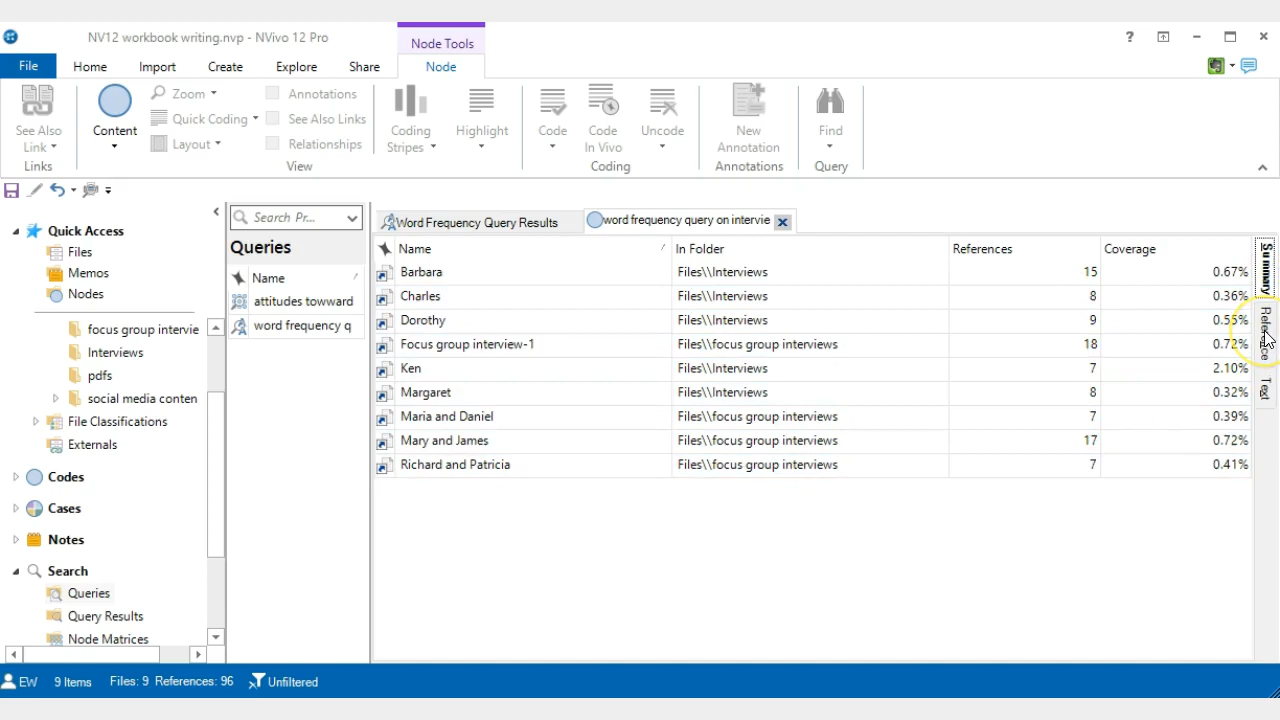 NV12 workbook writing.nvp - NVivo 12 Pro
Node Tools
?
File
Home
Import
Create
Explore
Share
Node
See Also
Link
Links
Content
Zoom
Quick Coding
Layout
Annotations
See Also Links
Relationships
View
Coding
Stripes
Highlight
Code
Code
In Vivo
Uncode
Coding
New
Annotation
Annotations
Find
Query
Quick Access
Files
Memos
Nodes
focus group intervie
Interviews
pdfs
social media conten
File Classifications
Externals
Codes
Cases
Notes
Search
Queries
Query Results
Node Matrices
Search Pr...
Queries
Name
attitudes towward
word frequency q
Word Frequency Query Results
word frequency query on intervie
Name In Folder References Coverage
Barbara Files\\Interviews 15 0.67%
Charles Files\\Interviews 8 0.36%
Dorothy Files\\Interviews 9 0.55%
Focus group interview-1 Files\\focus group interviews 18 0.72%
Ken Files\\Interviews 7 2.10%
Margaret Files\\Interviews 8 0.32%
Maria and Daniel Files\\focus group interviews 7 0.39%
Mary and James Files\\focus group interviews 17 0.72%
Richard and Patricia Files\\focus group interviews 7 0.41%
Summary
Reference
Text
EW 9 Items Files: 9 References: 96 Unfiltered